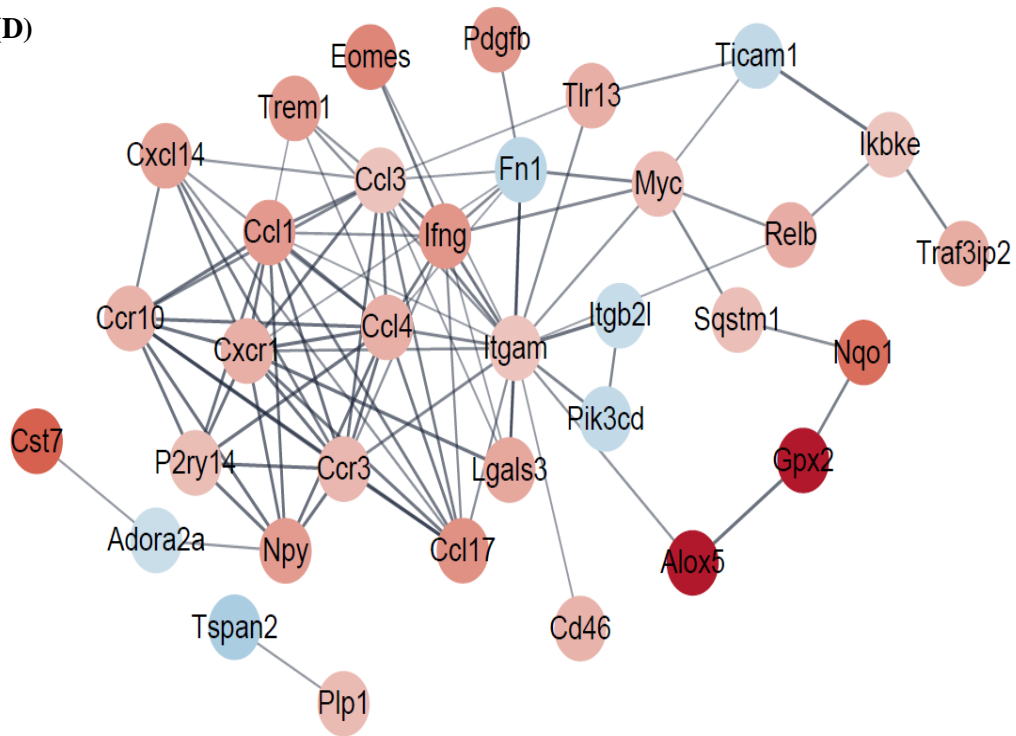 (D)
Pdgfb
Eomes
Ticam1
Tlr13
Trem1
Ikbke
Cxcl14
Fn1
Ccl3
Myc
Ccl1
Ifng
Relb
Traf3ip2
Ccr10
Itgb2l
Sqstm1
Ccl4
Cxcr1
Itgam
Nqo1
Pik3cd
Cst7
P2ry14
Ccr3
Lgals3
Gpx2
Adora2a
Npy
Ccl17
Alox5
Tspan2
Cd46
Plp1